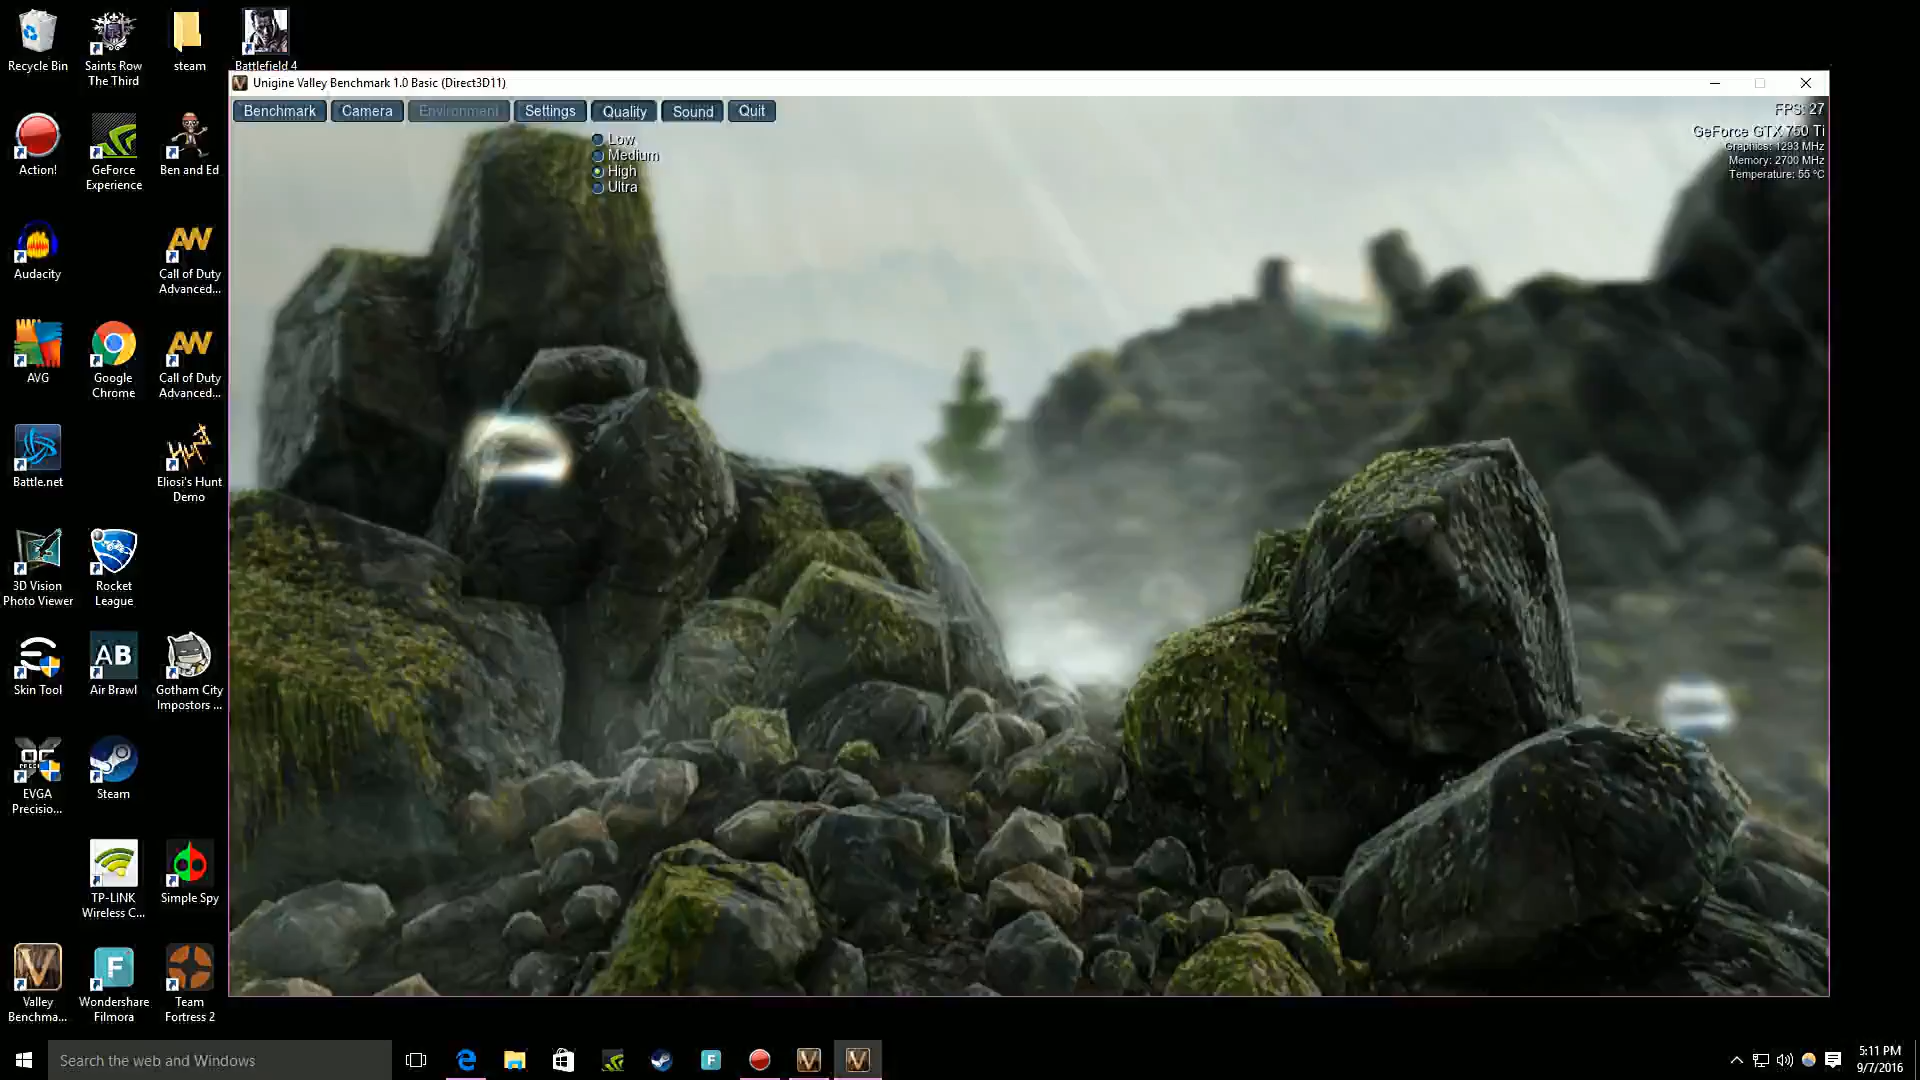 Recycle Bin
Saints Row
The Third
steam
Battlefield 4
Unigine Valley Benchmark 1.0 Basic (Direct3D11)
Benchmark
Camera
Environment
Settings
Quality
Sound
Quit
Low
Medium
High
Ultra
FPS: 27
GeForce GTX 750 Ti
Graphics: 1293 MHz
Memory: 2700 MHz
Temperature: 55 °C
Action!
GeForce
Experience
Ben and Ed
Audacity
Call of Duty
Advanced...
AVG
Google
Chrome
Call of Duty
Advanced...
Battle.net
Eliosi's Hunt
Demo
3D Vision
Photo Viewer
Rocket
League
Skin Tool
AB
Air Brawl
Gotham City
Impostors ...
OC
EVGA
Precisio...
Steam
TP-LINK
Wireless C...
Simple Spy
Valley
Benchma...
Wondershare
Filmora
Team
Fortress 2
Search the web and Windows
5:11 PM
9/7/2016